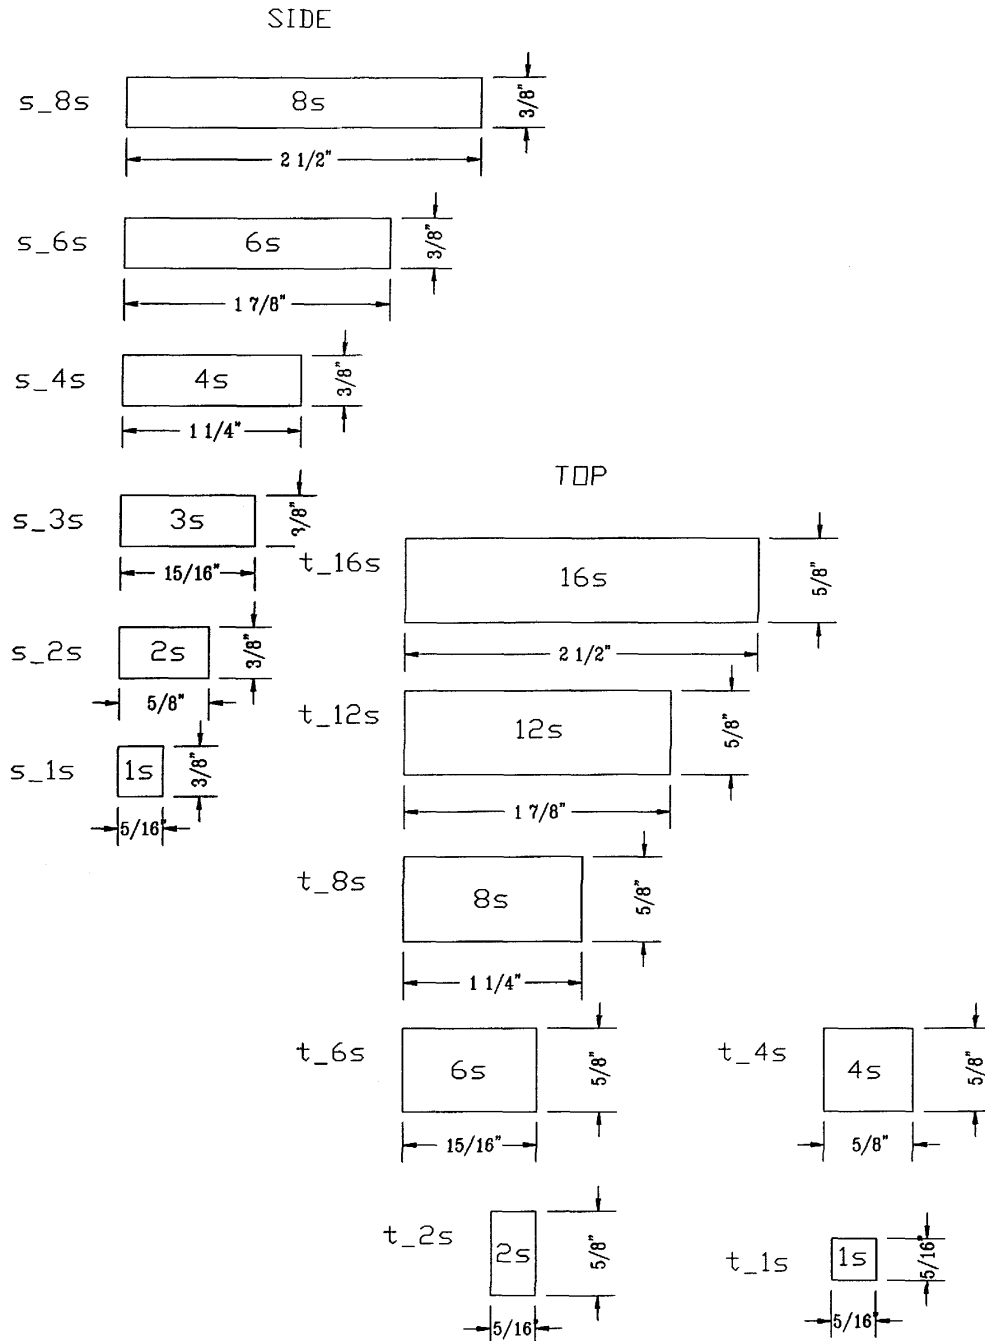 SIDE
s_8s
8s
3/8"
2 1/2"
s_6s
6s
3/8"
1 7/8"
s_4s
4s
3/8"
1 1/4"
s_3s
3s
3/8"
15/16"
s_2s
2s
3/8"
5/8"
s_1s
1s
3/8"
5/16"
TOP
t_16s
16s
5/8"
2 1/2"
t_12s
12s
5/8"
1 7/8"
t_8s
8s
5/8"
1 1/4"
t_6s
6s
5/8"
15/16"
t_4s
4s
5/8"
5/8"
t_2s
2s
5/8"
5/16"
t_1s
1s
5/16"
5/16"